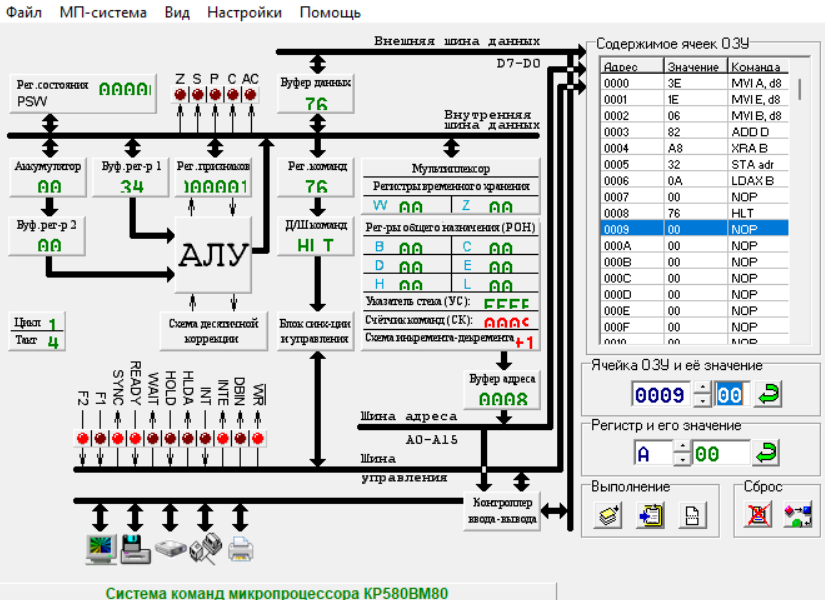 Файл МП-система Вид Настройки Помощь
Внешняя шина данных
D7-D0
Рег.состояния
PSW
Z S P C AC
Буфер данных
76
Внутренняя
шина данных
Аккумулятор
00
Буф.рег-р 1
34
Рег.признаков
Рег.команд
76
Мультиплексор
Регистры временного хранения
W 00 Z 00
Буф.рег-р 2
00
АЛУ
Д/Ш команд
HLT
Рег-ры общего назначения (РОН)
B 00 C 00
D 00 E 00
H 00 L 00
Указатель стека (УС): FFFF
Счётчик команд (СК): 0009
Схема инкремента-декремента +1
Цикл 1
Такт 4
Схема десятичной
коррекции
Блок синх-ции
и управления
Буфер адреса
0008
F2 F1 SYNC READY WAIT HOLD HLDA INT INTE DBIN WR
Шина адреса
A0-A15
Шина
управления
Контроллер
ввода-вывода
Содержимое ячеек ОЗУ
Адрес Значение Команда
0000 3E MVI A, d8
0001 1E MVI E, d8
0002 06 MVI B, d8
0003 82 ADD D
0004 A8 XRA B
0005 32 STA adr
0006 0A LDAX B
0007 00 NOP
0008 76 HLT
0009 00 NOP
000A 00 NOP
000B 00 NOP
000C 00 NOP
000D 00 NOP
000E 00 NOP
000F 00 NOP
0010 00 NOP
Ячейка ОЗУ и её значение
0009 00
Регистр и его значение
A 00
Выполнение
Сброс
Система команд микропроцессора КР580ВМ80